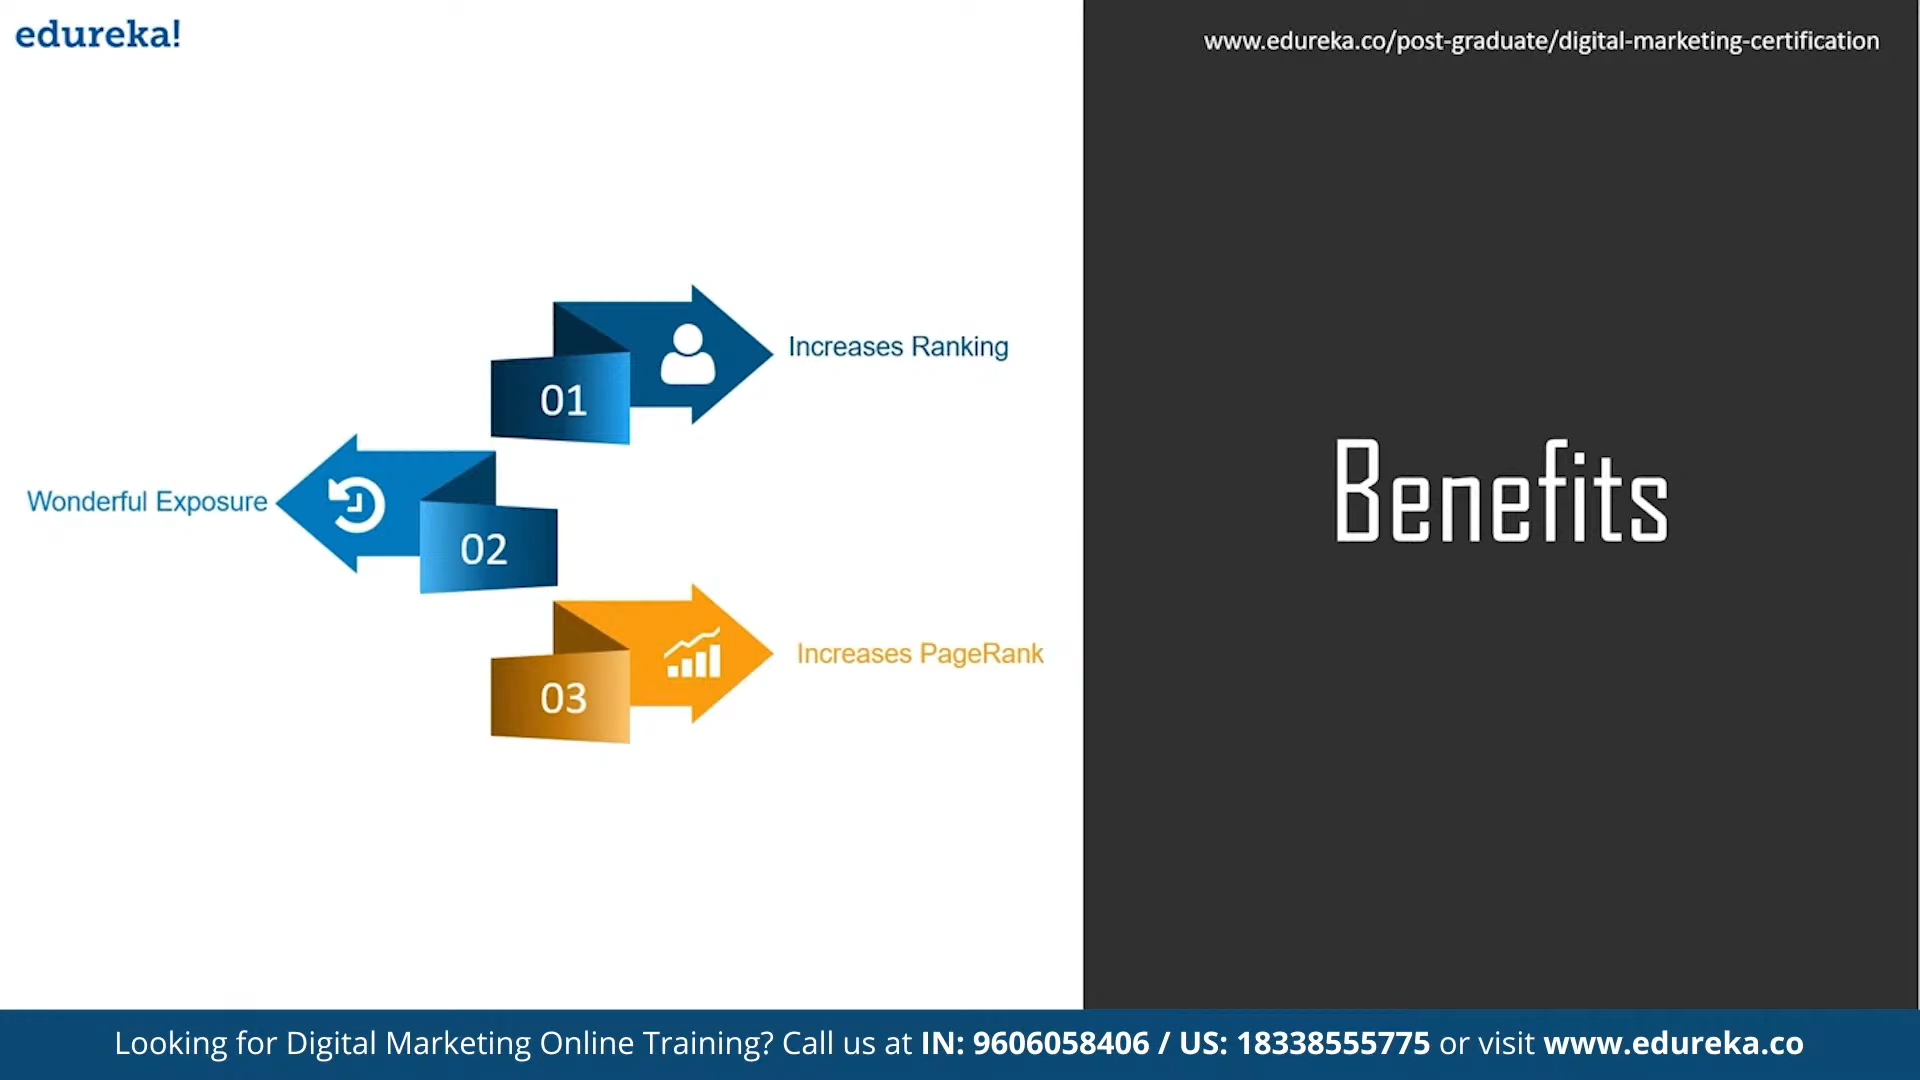 edureka!
www.edureka.co/post-graduate/digital-marketing-certification
01
Increases Ranking
Wonderful Exposure
02
03
Increases PageRank
Benefits
Looking for Digital Marketing Online Training? Call us at IN: 9606058406 / US: 18338555775 or visit www.edureka.co